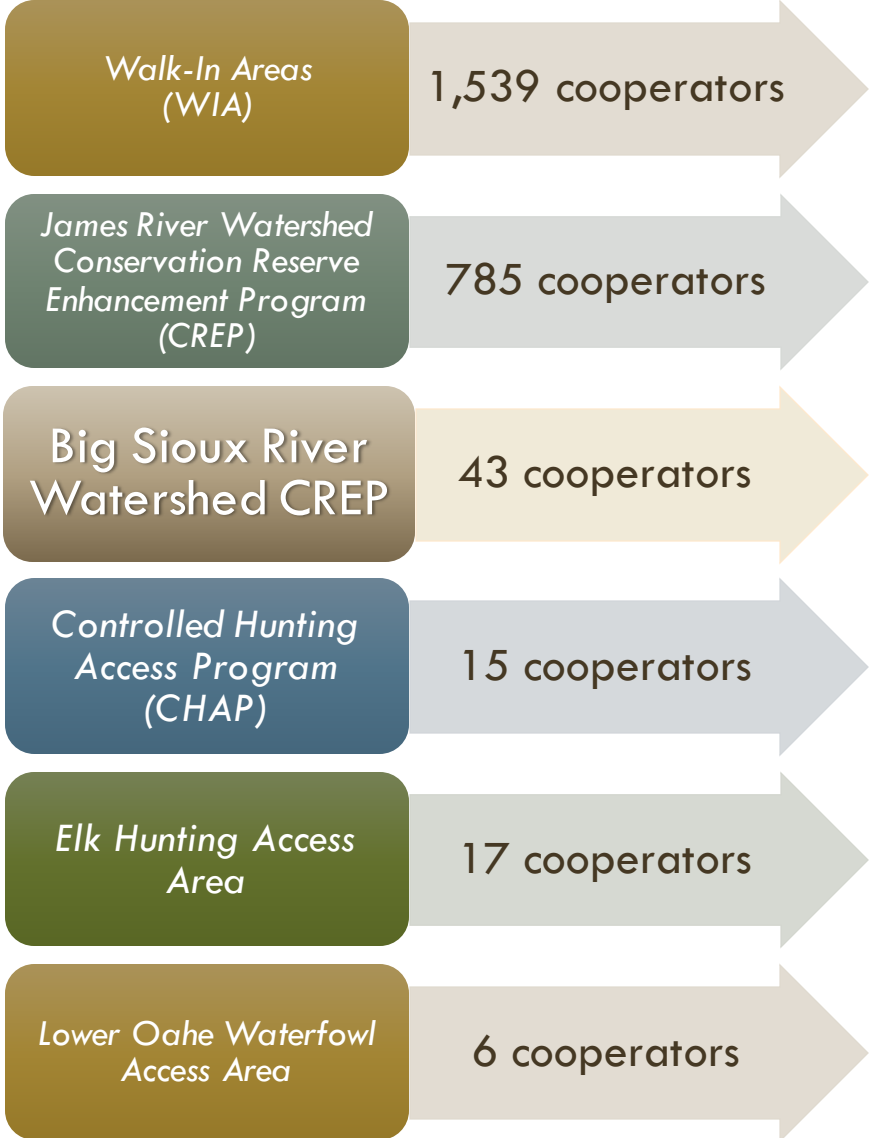 Walk-In Areas
(WIA)
1,539 cooperators
James River Watershed
Conservation Reserve
Enhancement Program
(CREP)
785 cooperators
Big Sioux River
Watershed CREP
43 cooperators
Controlled Hunting
Access Program
(CHAP)
15 cooperators
Elk Hunting Access
Area
17 cooperators
Lower Oahe Waterfowl
Access Area
6 cooperators